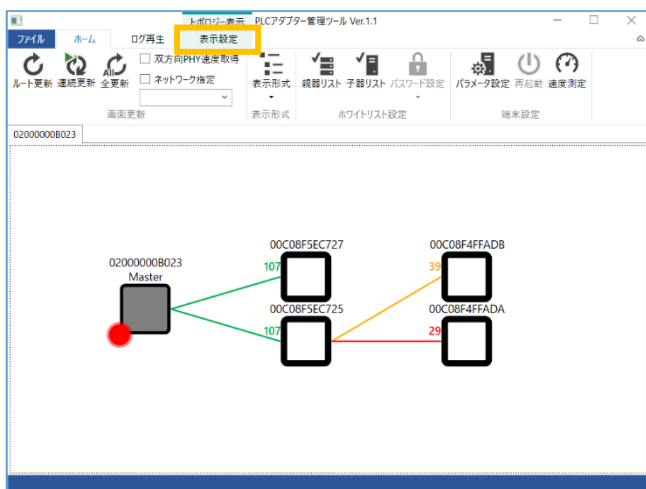 トポロジー表示 PLCアダプター管理ツール Ver.1.1
ファイル ホーム ログ再生 表示設定
双方向PHY速度取得
ネットワーク指定
ルート更新 連続更新 全更新 表示形式 親器リスト 子器リスト パスワード設定 パラメータ設定 再起動 速度測定
All
画面更新 表示形式 ホワイトリスト設定 端末設定
02000000B023
00C08F5EC727 00C08F4FFADB
02000000B023
Master
107 39
00C08F5EC725 00C08F4FFADA
107 29